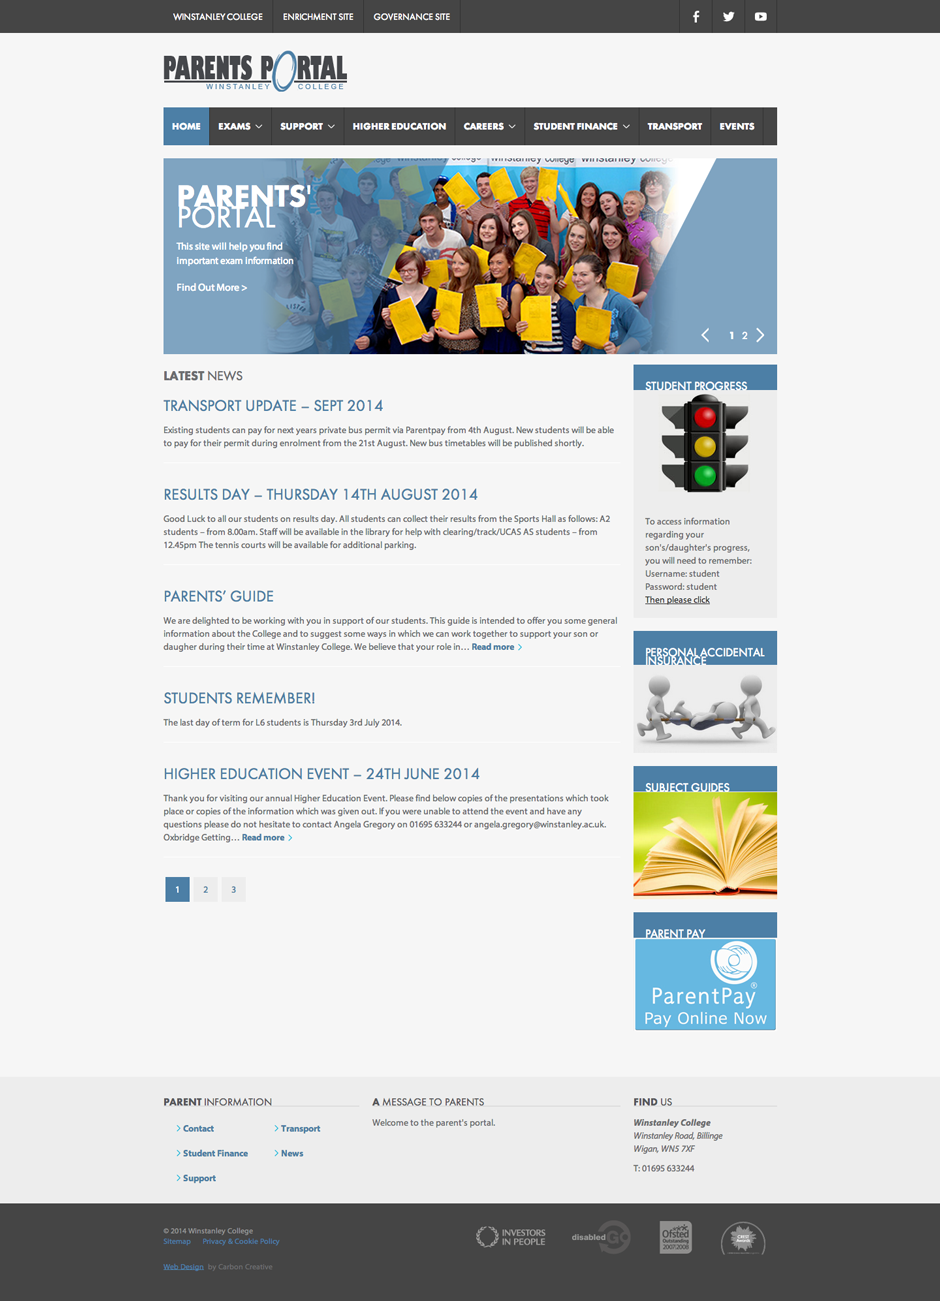 WINSTANLEY COLLEGE ENRICHMENT SITE GOVERNANCE SITE
PARENTS PORTAL
WINSTANLEY COLLEGE
HOME EXAMS SUPPORT HIGHER EDUCATION CAREERS STUDENT FINANCE TRANSPORT EVENTS
winstanley college winstanley college winstanley college
PARENTS'
PORTAL
This site will help you find
important exam information
Find Out More >
1 2
LATEST NEWS
TRANSPORT UPDATE – SEPT 2014
Existing students can pay for next years private bus permit via Parentpay from 4th August. New students will be able
to pay for their permit during enrolment from the 21st August. New bus timetables will be published shortly.
RESULTS DAY – THURSDAY 14TH AUGUST 2014
Good Luck to all our students on results day. All students can collect their results from the Sports Hall as follows: A2
students – from 8.00am. Staff will be available in the library for help with clearing/track/UCAS AS students – from
12.45pm The tennis courts will be available for additional parking.
PARENTS' GUIDE
We are delighted to be working with you in support of our students. This guide is intended to offer you some general
information about the College and to suggest some ways in which we can work together to support your son or
daugher during their time at Winstanley College. We believe that your role in… Read more
STUDENTS REMEMBER!
The last day of term for L6 students is Thursday 3rd July 2014.
HIGHER EDUCATION EVENT – 24TH JUNE 2014
Thank you for visiting our annual Higher Education Event. Please find below copies of the presentations which took
place or copies of the information which was given out. If you were unable to attend the event and have any
questions please do not hesitate to contact Angela Gregory on 01695 633244 or angela.gregory@winstanley.ac.uk.
Oxbridge Getting… Read more
1 2 3
STUDENT PROGRESS
To access information
regarding your
son's/daughter's progress,
you will need to remember:
Username: student
Password: student
Then please click
PERSONAL ACCIDENTAL
INSURANCE
SUBJECT GUIDES
PARENT PAY
ParentPay®
Pay Online Now
PARENT INFORMATION
Contact Transport
Student Finance News
Support
A MESSAGE TO PARENTS
Welcome to the parent's portal.
FIND US
Winstanley College
Winstanley Road, Billinge
Wigan, WN5 7XF
T: 01695 633244
© 2014 Winstanley College
Sitemap Privacy & Cookie Policy
Web Design by Carbon Creative
INVESTORS
IN PEOPLE
disabledGO
Ofsted
Outstanding
2007/2008